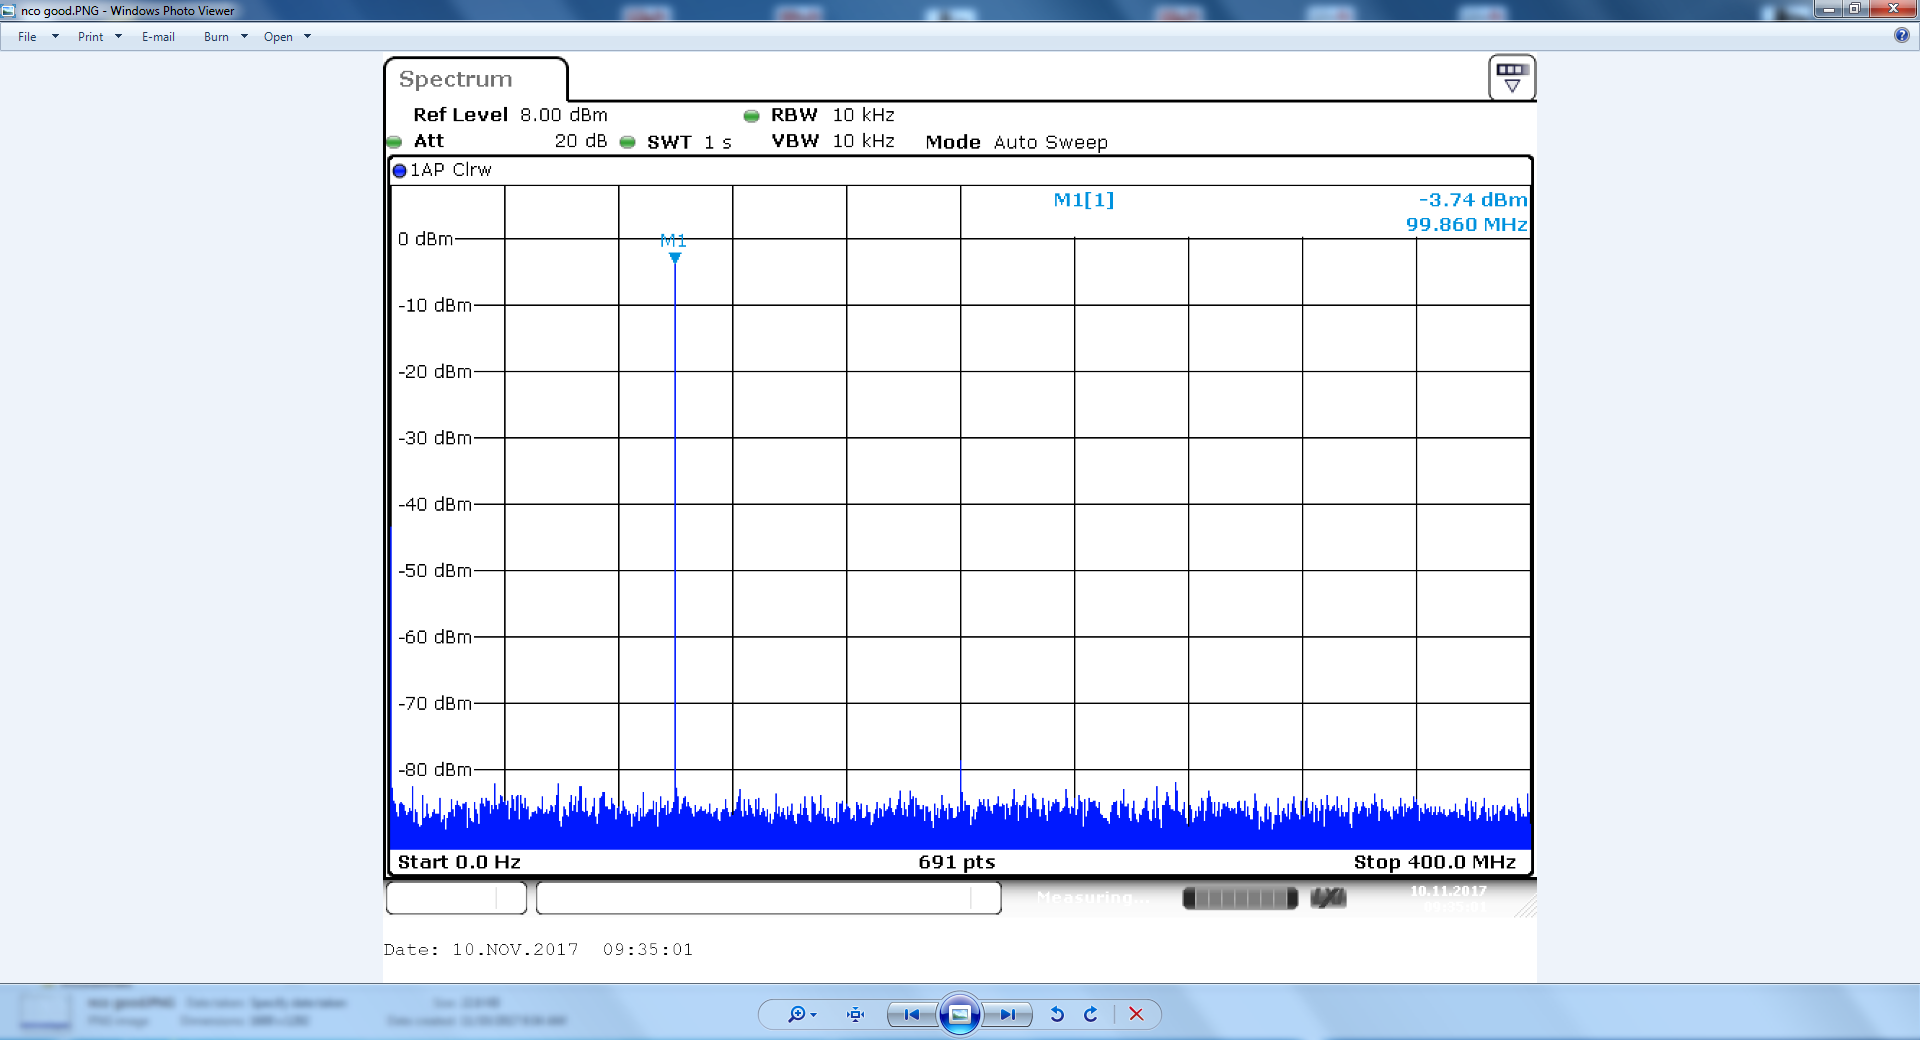 nco good.PNG - Windows Photo Viewer
File Print E-mail Burn Open
Spectrum
Ref Level 8.00 dBm RBW 10 kHz
Att 20 dB SWT 1 s VBW 10 kHz Mode Auto Sweep
1AP Clrw
M1[1] -3.74 dBm
99.860 MHz
0 dBm
M1
-10 dBm
-20 dBm
-30 dBm
-40 dBm
-50 dBm
-60 dBm
-70 dBm
-80 dBm
Start 0.0 Hz 691 pts Stop 400.0 MHz
Measuring... 10.11.2017
09:35:01
Date: 10.NOV.2017 09:35:01